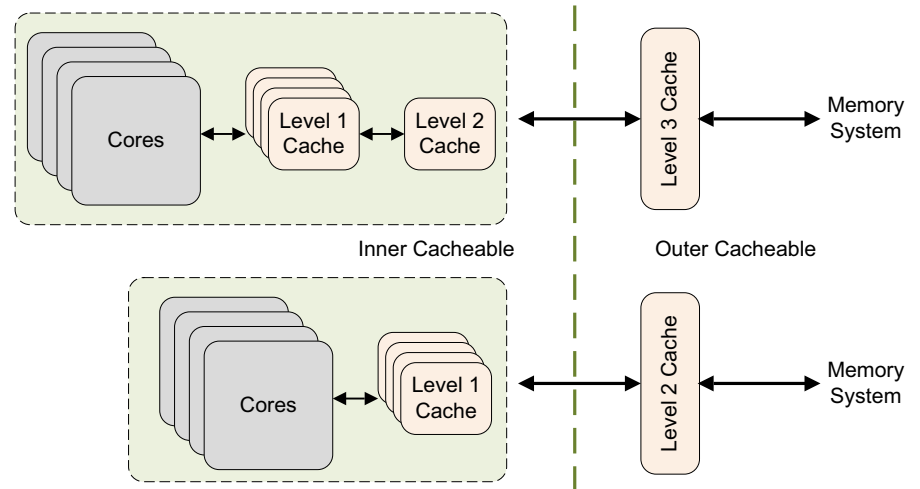 Cores
Level 1
Cache
Level 2
Cache
Level 3 Cache
Memory
System
Inner Cacheable
Outer Cacheable
Cores
Level 1
Cache
Level 2 Cache
Memory
System